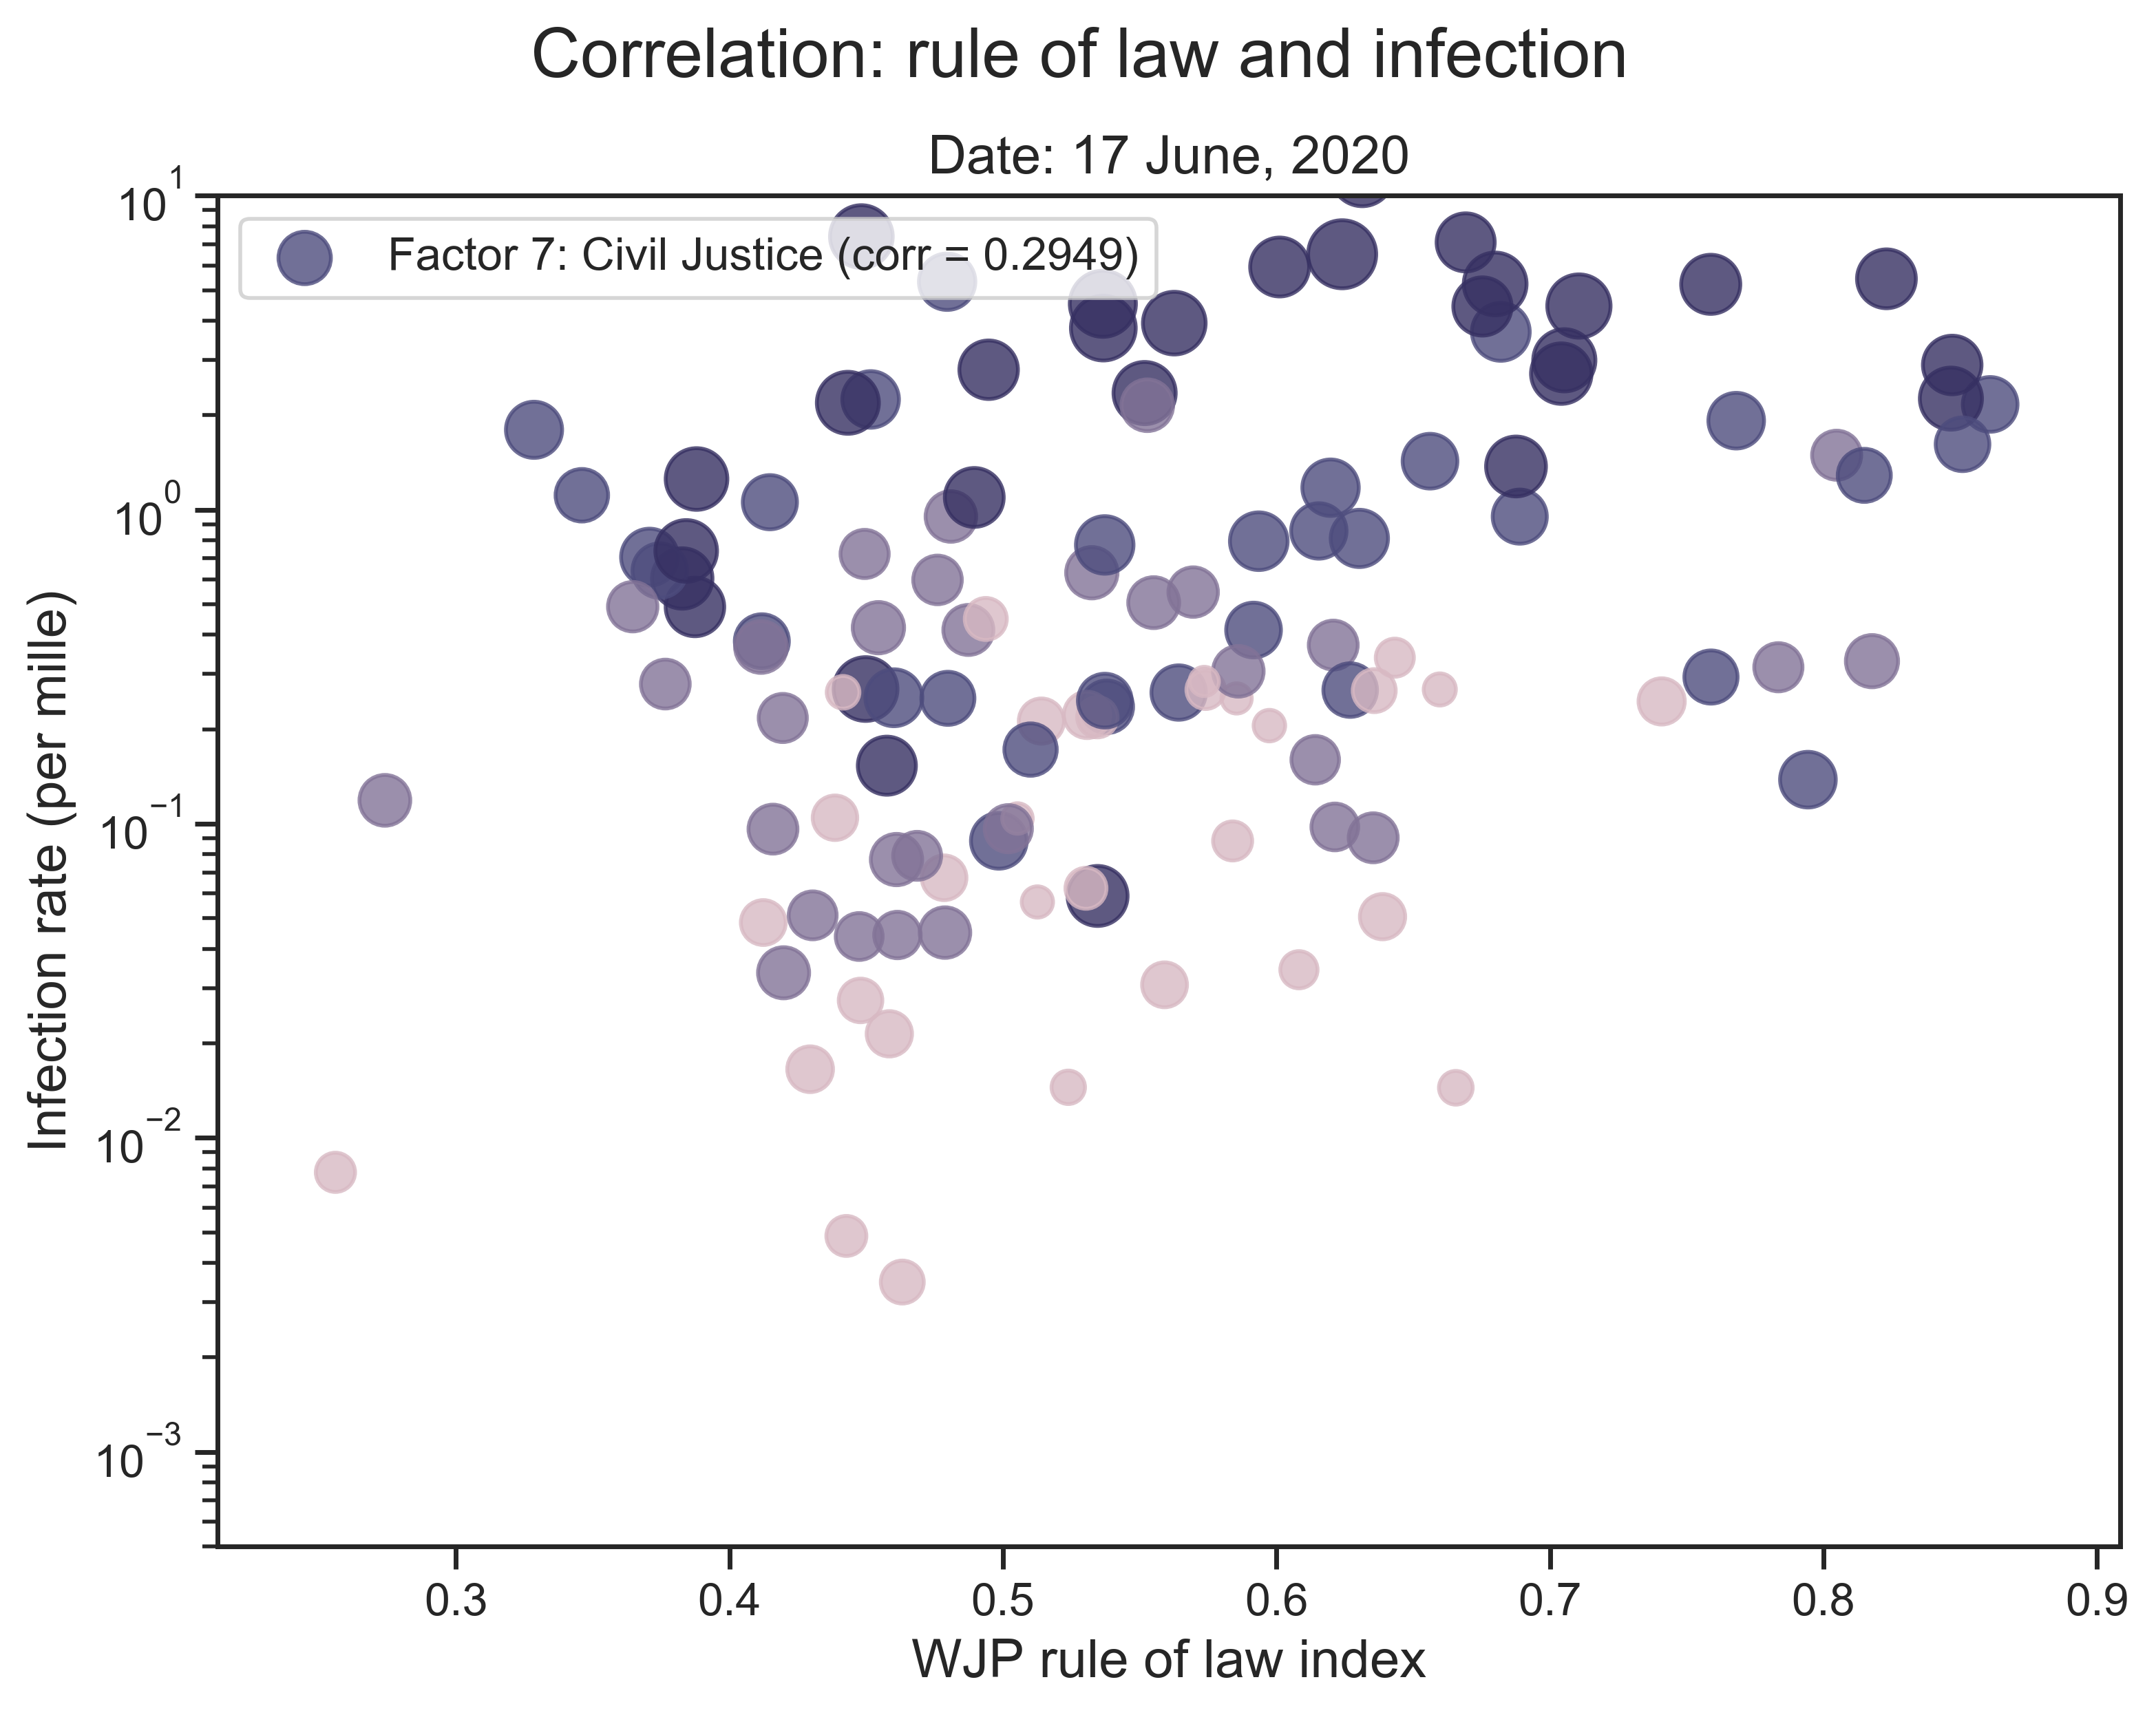 Correlation: rule of law and infection
Date: 17 June, 2020
Factor 7: Civil Justice (corr = 0.2949)
Infection rate (per mille)
10^1
10^0
10^−1
10^−2
10^−3
0.3 0.4 0.5 0.6 0.7 0.8 0.9
WJP rule of law index